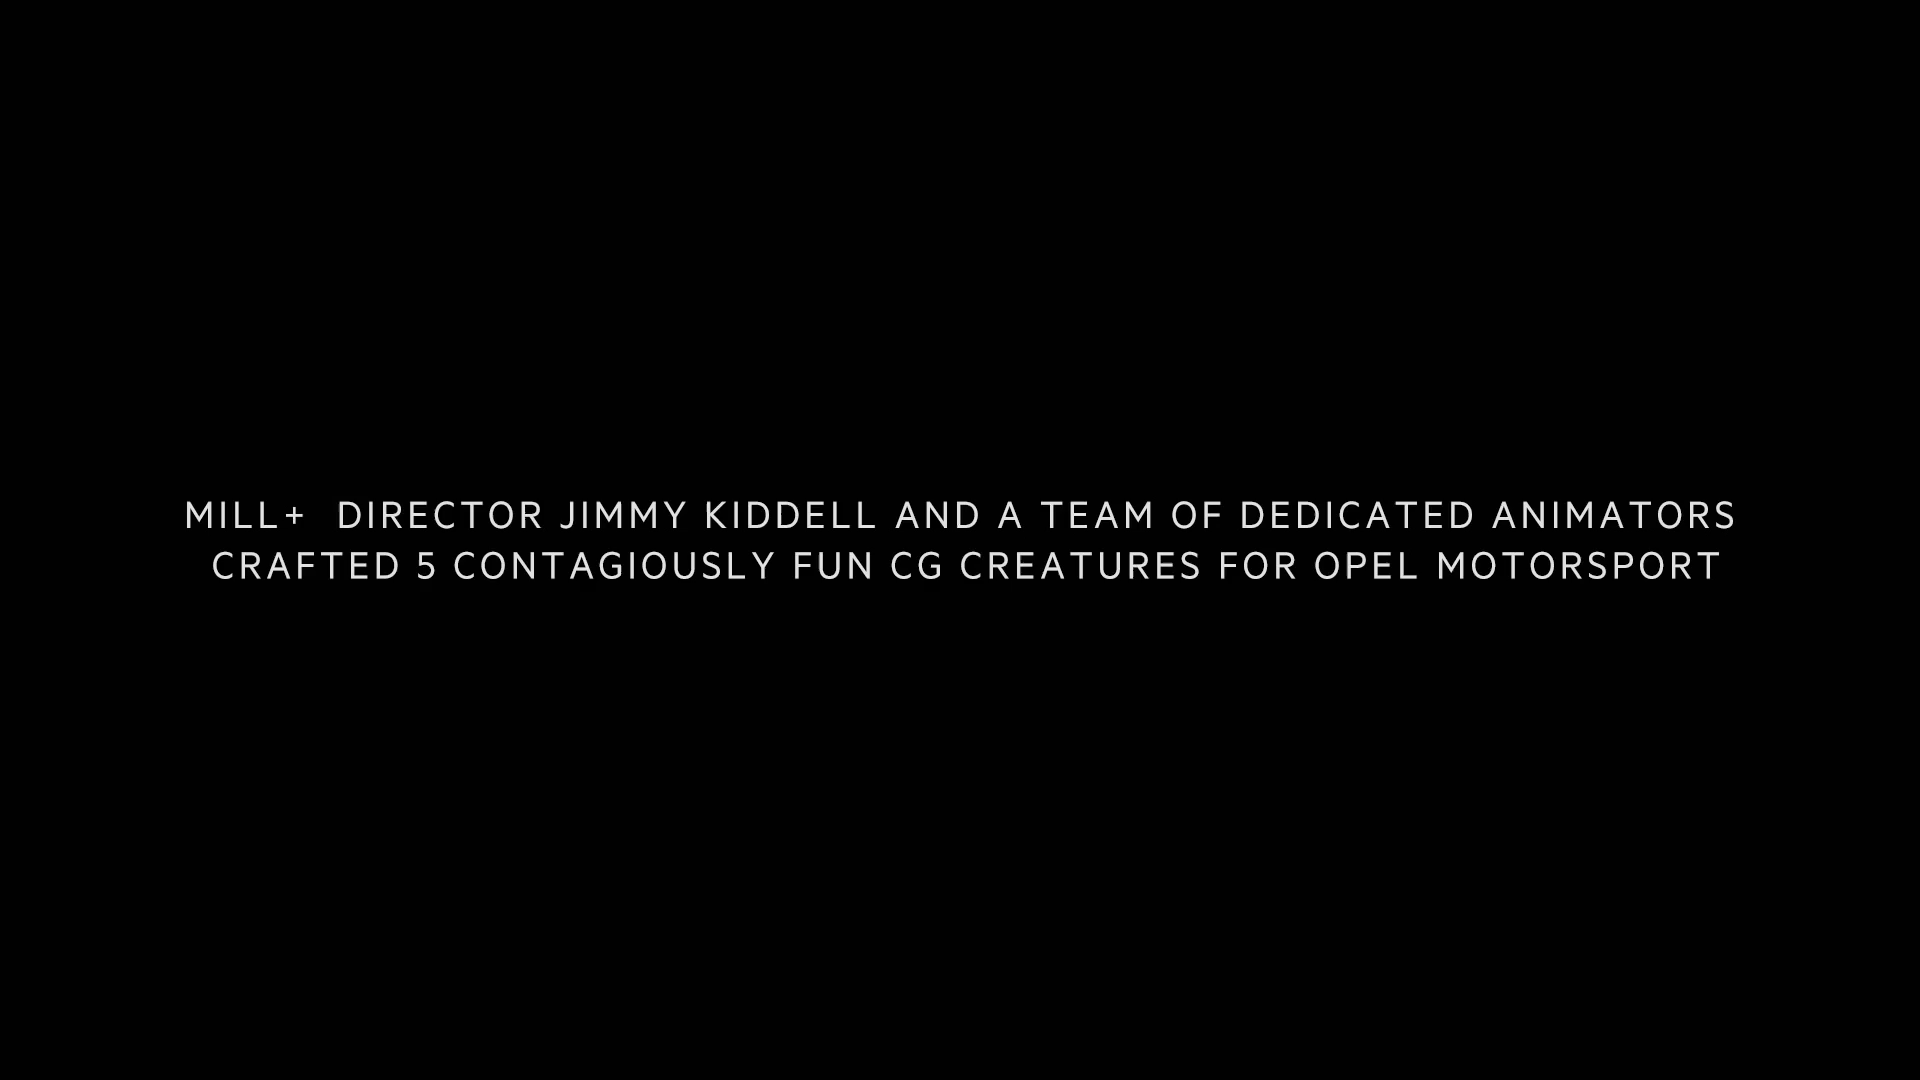 MILL+  DIRECTOR JIMMY KIDDELL AND A TEAM OF DEDICATED ANIMATORS
CRAFTED 5 CONTAGIOUSLY FUN CG CREATURES FOR OPEL MOTORSPORT